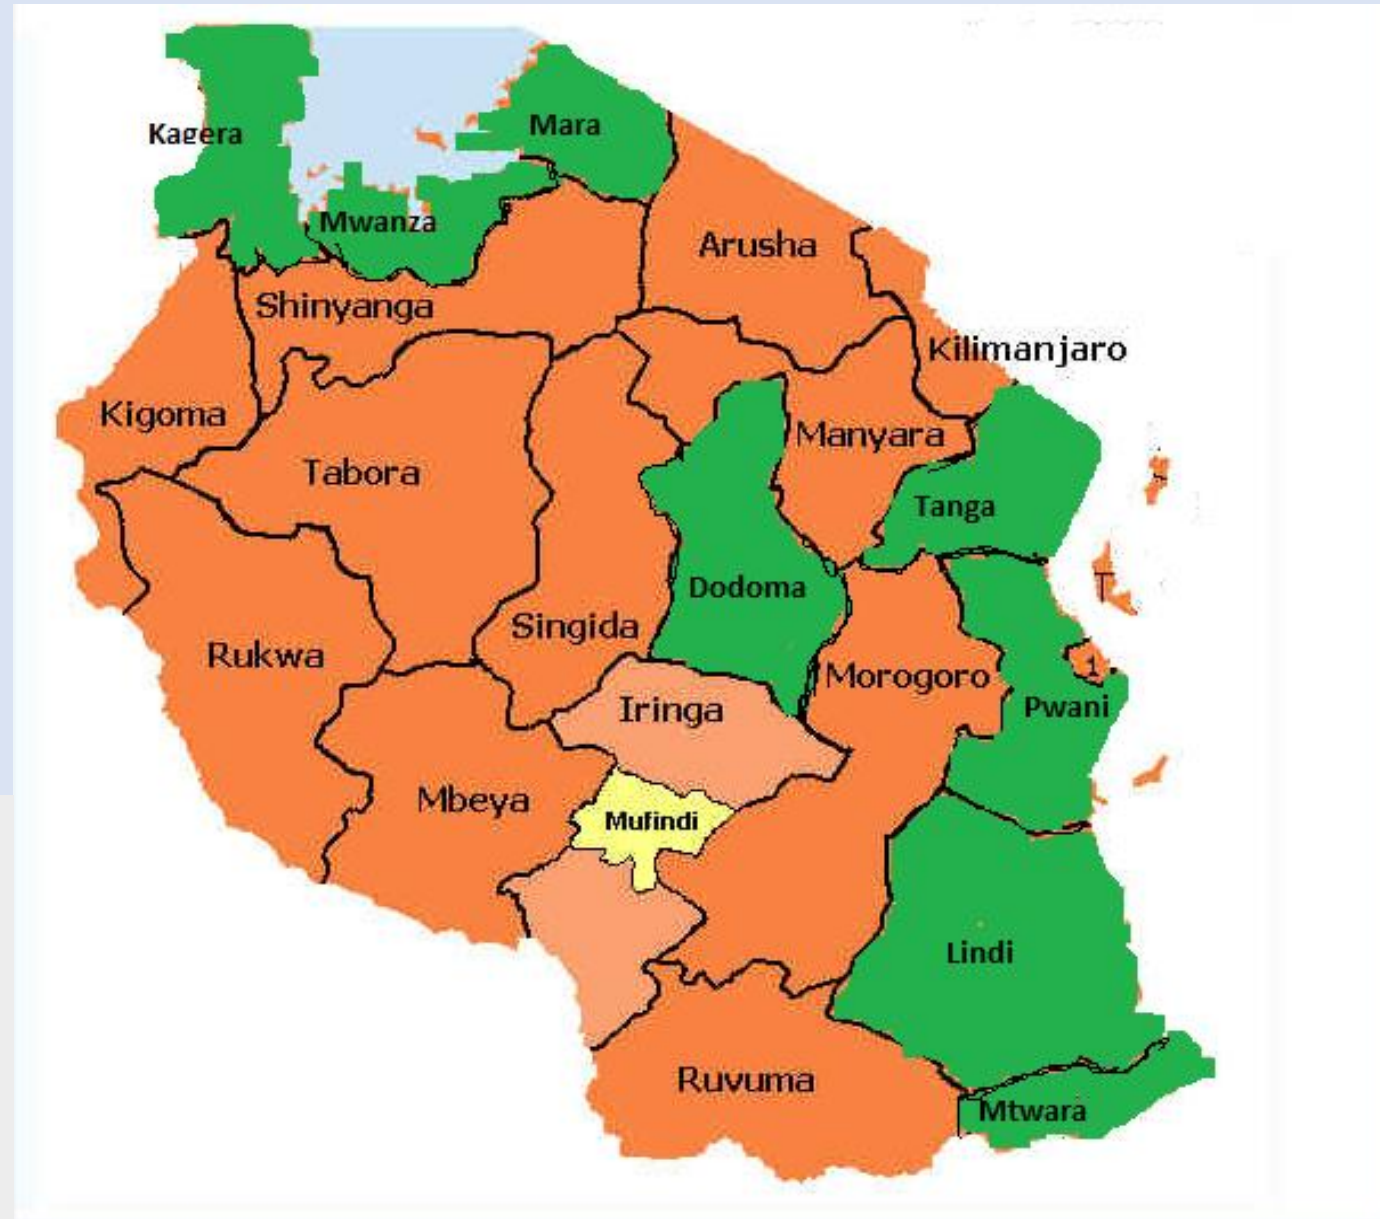 Mara
Kagera
Mwanza
Arusha
Shinyanga
Kilimanjaro
Kigoma
Manyara
Tabora
Tanga
Dodoma
Singida
Rukwa
1
Morogoro
Iringa
Pwani
Mbeya
Mufindi
Lindi
Ruvuma
Mtwara